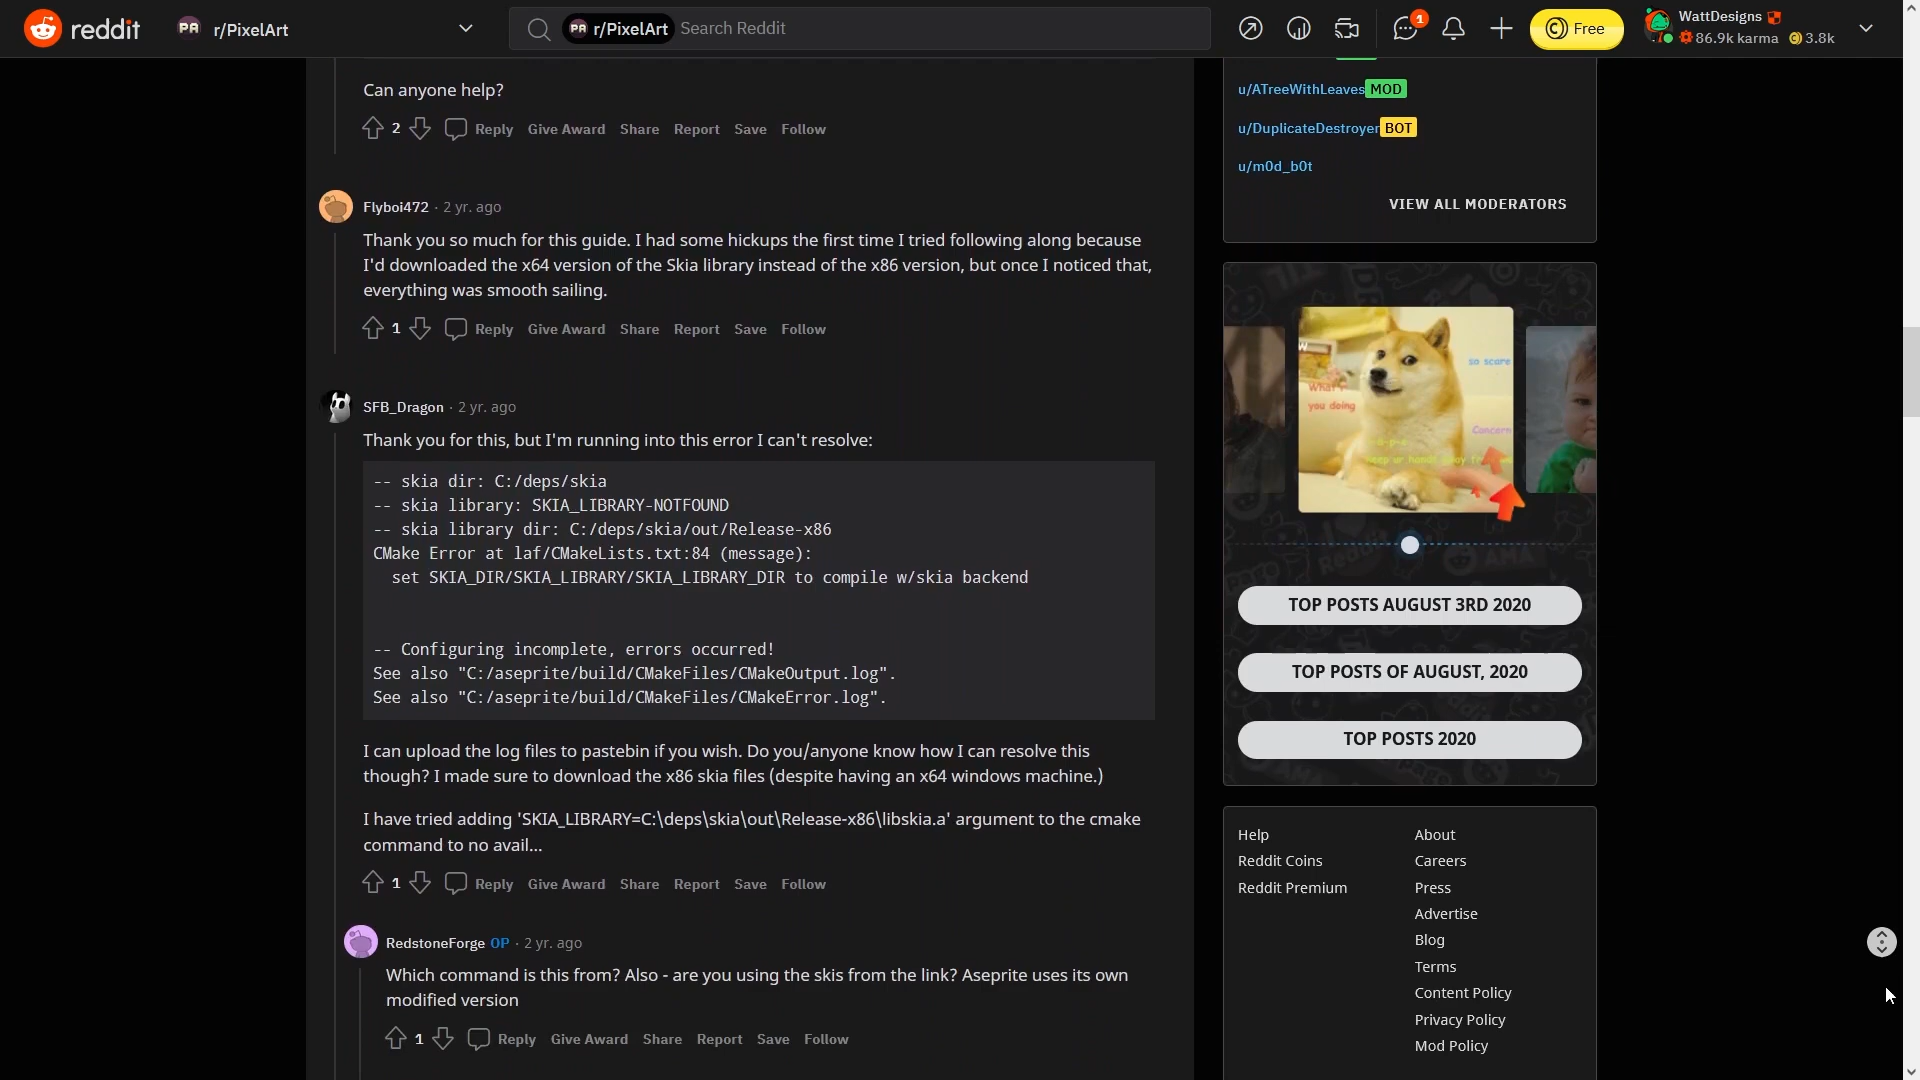 reddit
PA r/PixelArt
PA r/PixelArt Search Reddit
1
Free
WattDesigns
86.9k karma 3.8k
Can anyone help?
2 Reply Give Award Share Report Save Follow
Flyboi472 · 2 yr. ago
Thank you so much for this guide. I had some hickups the first time I tried following along because
I'd downloaded the x64 version of the Skia library instead of the x86 version, but once I noticed that,
everything was smooth sailing.
1 Reply Give Award Share Report Save Follow
SFB_Dragon · 2 yr. ago
Thank you for this, but I'm running into this error I can't resolve:
-- skia dir: C:/deps/skia
-- skia library: SKIA_LIBRARY-NOTFOUND
-- skia library dir: C:/deps/skia/out/Release-x86
CMake Error at laf/CMakeLists.txt:84 (message):
set SKIA_DIR/SKIA_LIBRARY/SKIA_LIBRARY_DIR to compile w/skia backend
-- Configuring incomplete, errors occurred!
See also "C:/aseprite/build/CMakeFiles/CMakeOutput.log".
See also "C:/aseprite/build/CMakeFiles/CMakeError.log".
I can upload the log files to pastebin if you wish. Do you/anyone know how I can resolve this
though? I made sure to download the x86 skia files (despite having an x64 windows machine.)
I have tried adding 'SKIA_LIBRARY=C:\deps\skia\out\Release-x86\libskia.a' argument to the cmake
command to no avail...
1 Reply Give Award Share Report Save Follow
RedstoneForge OP · 2 yr. ago
Which command is this from? Also - are you using the skis from the link? Aseprite uses its own
modified version
1 Reply Give Award Share Report Save Follow
u/ATreeWithLeaves MOD
u/DuplicateDestroyer BOT
u/m0d_b0t
VIEW ALL MODERATORS
so scare
What r
you doing
Concern
TOP POSTS AUGUST 3RD 2020
TOP POSTS OF AUGUST, 2020
TOP POSTS 2020
Help
Reddit Coins
Reddit Premium
About
Careers
Press
Advertise
Blog
Terms
Content Policy
Privacy Policy
Mod Policy